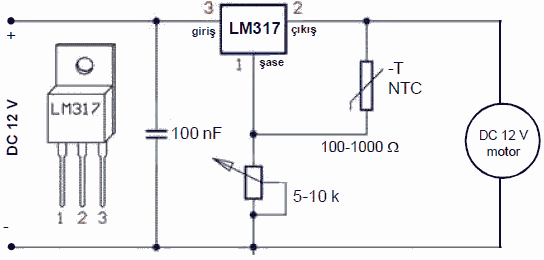 3
LM317
2
giriş
çıkış
1
şase
+
-T
NTC
LM317
100 nF
DC 12 V
100-1000 Ω
DC 12 V
motor
5-10 k
1 2 3
-